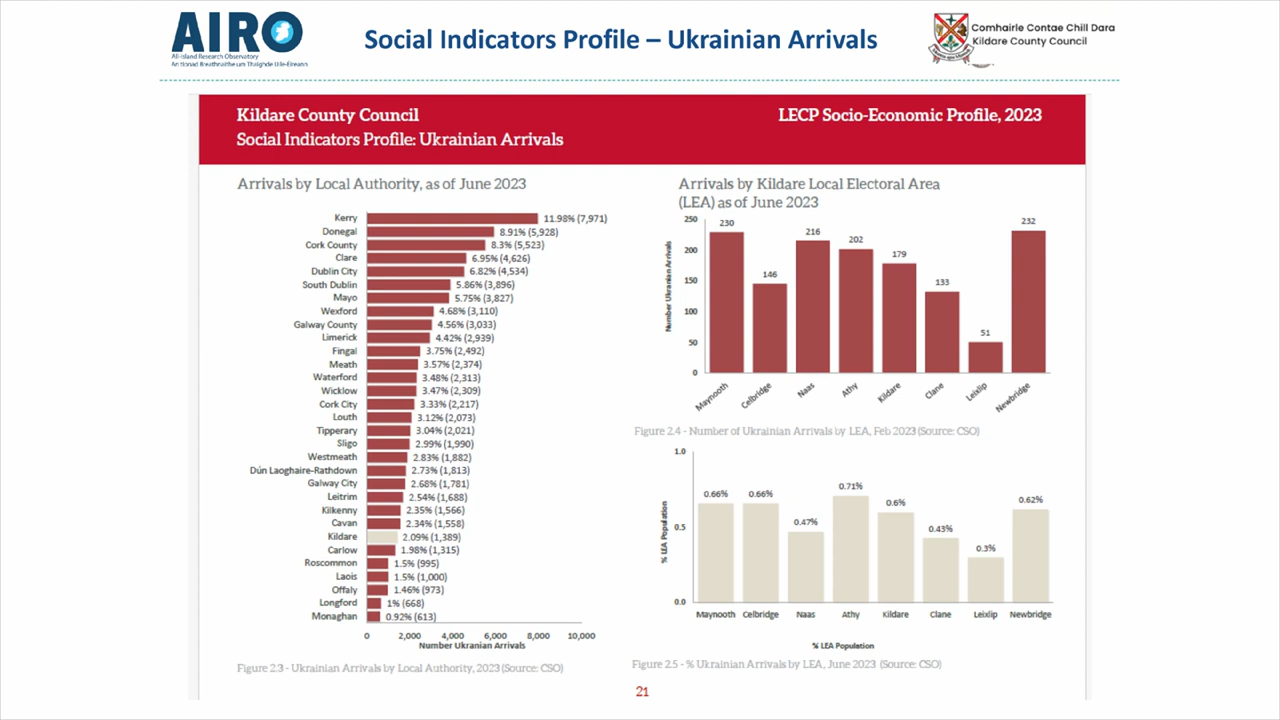 AIRO
All-Island Research Observatory
Social Indicators Profile – Ukrainian Arrivals
Comhairle Contae Chill Dara
Kildare County Council
Kildare County Council
LECP Socio-Economic Profile, 2023
Social Indicators Profile: Ukrainian Arrivals
Arrivals by Local Authority, as of June 2023
Kerry 11.98% (7,971)
Donegal 8.91% (5,928)
Cork County 8.3% (5,523)
Clare 6.95% (4,626)
Dublin City 6.82% (4,534)
South Dublin 5.86% (3,896)
Mayo 5.75% (3,827)
Wexford 4.68% (3,110)
Galway County 4.56% (3,033)
Limerick 4.42% (2,939)
Fingal 3.75% (2,492)
Meath 3.57% (2,374)
Waterford 3.48% (2,313)
Wicklow 3.47% (2,309)
Cork City 3.33% (2,217)
Louth 3.12% (2,073)
Tipperary 3.04% (2,021)
Sligo 2.99% (1,990)
Westmeath 2.83% (1,882)
Dún Laoghaire-Rathdown 2.73% (1,813)
Galway City 2.68% (1,781)
Leitrim 2.54% (1,688)
Kilkenny 2.35% (1,566)
Cavan 2.34% (1,558)
Kildare 2.09% (1,389)
Carlow 1.98% (1,315)
Roscommon 1.5% (995)
Laois 1.5% (1,000)
Offaly 1.46% (973)
Longford 1% (668)
Monaghan 0.92% (613)
0 2,000 4,000 6,000 8,000 10,000
Number Ukranian Arrivals
Figure 2.3 - Ukrainian Arrivals by Local Authority, 2023 (Source: CSO)
Arrivals by Kildare Local Electoral Area
(LEA) as of June 2023
Number Ukranian Arrivals
250
200
150
100
50
0
230 146 216 202 179 133 51 232
Maynooth Celbridge Naas Athy Kildare Clane Leixlip Newbridge
Figure 2.4 - Number of Ukrainian Arrivals by LEA, Feb 2023 (Source: CSO)
% LEA Population
1.0
0.5
0.0
0.66% 0.66% 0.47% 0.71% 0.6% 0.43% 0.3% 0.62%
Maynooth Celbridge Naas Athy Kildare Clane Leixlip Newbridge
% LEA Population
Figure 2.5 - % Ukrainian Arrivals by LEA, June 2023 (Source: CSO)
21